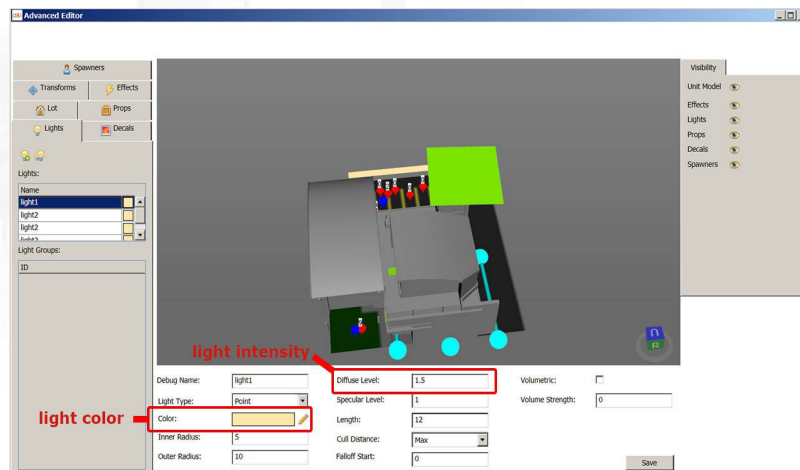 Advanced Editor
Spawners
Transforms
Effects
Lot
Props
Lights
Decals
Lights:
Name
light1
light2
light2
light2
Light Groups:
ID
Visibility
Unit Model
Effects
Lights
Props
Decals
Spawners
light intensity
light color
Debug Name: light1
Light Type: Point
Color:
Inner Radius: 5
Outer Radius: 10
Diffuse Level: 1.5
Specular Level: 1
Length: 12
Cull Distance: Max
Falloff Start: 0
Volumetric:
Volume Strength: 0
Save